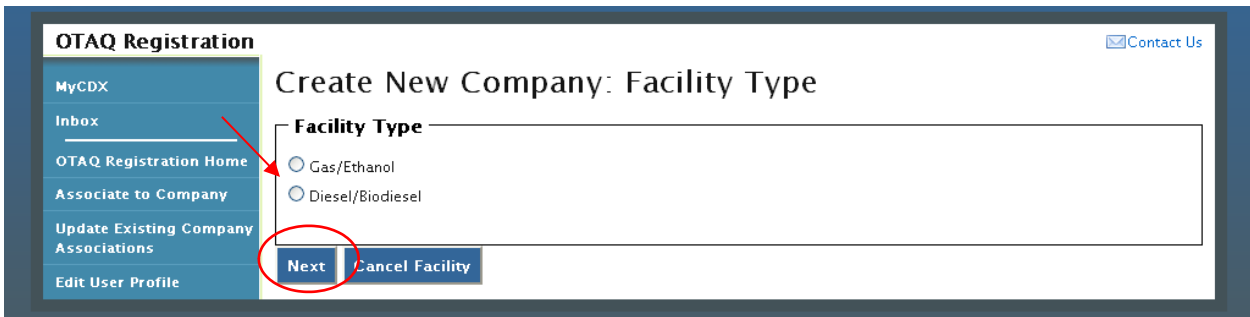 OTAQ Registration
Contact Us
MyCDX
Inbox
OTAQ Registration Home
Associate to Company
Update Existing Company
Associations
Edit User Profile
Create New Company: Facility Type
Facility Type
Gas/Ethanol
Diesel/Biodiesel
Next
Cancel Facility